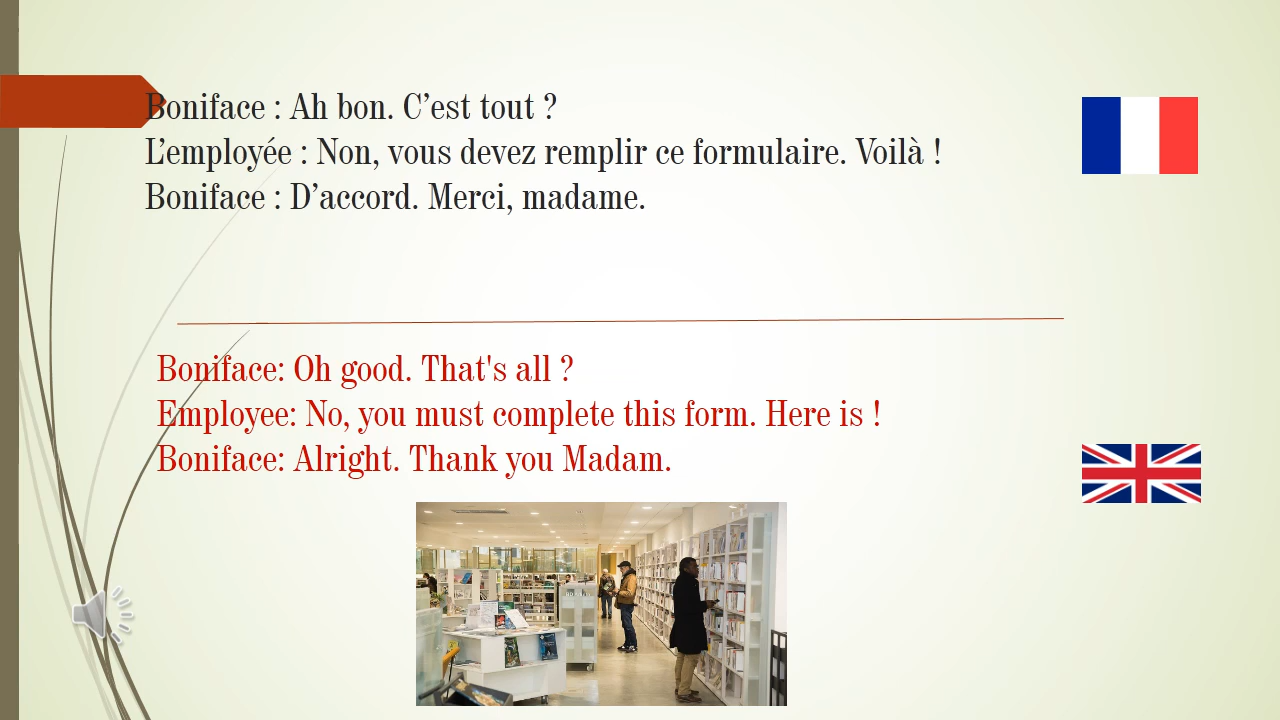 Boniface : Ah bon. C’est tout ?
L’employée : Non, vous devez remplir ce formulaire. Voilà !
Boniface : D’accord. Merci, madame.
Boniface: Oh good. That's all ?
Employee: No, you must complete this form. Here is !
Boniface: Alright. Thank you Madam.